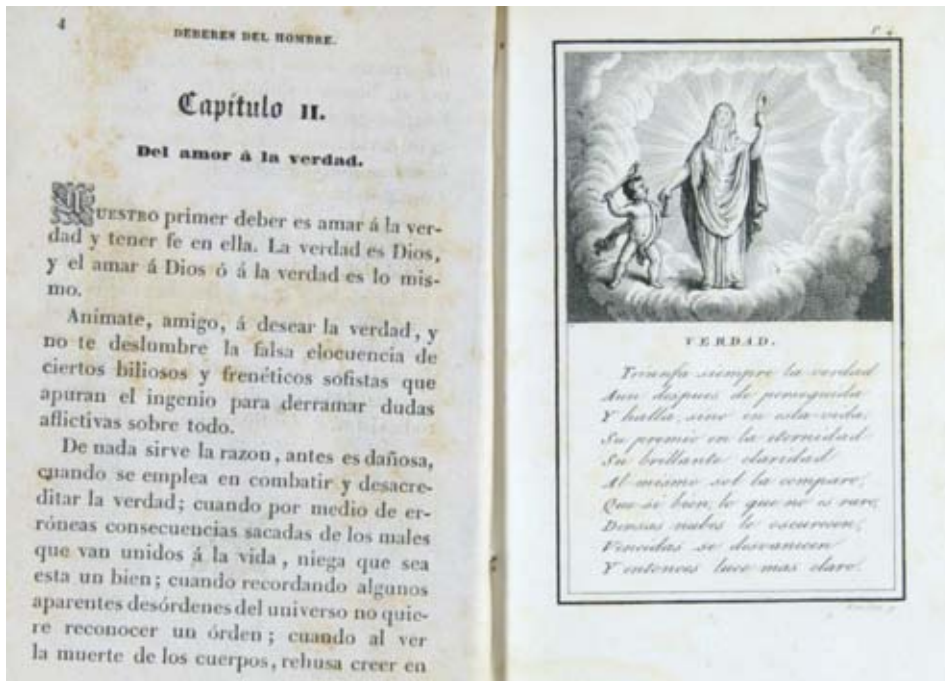 4
DEBERES DEL HOMBRE.
Capítulo II.
Del amor á la verdad.
NUESTRO primer deber es amar á la ver-
dad y tener fe en ella. La verdad es Dios,
y el amar á Dios ó á la verdad es lo mis-
mo.
Animate, amigo, á desear la verdad, y
no te deslumbre la falsa elocuencia de
ciertos biliosos y frenéticos sofistas que
apuran el ingenio para derramar dudas
aflictivas sobre todo.
De nada sirve la razon, antes es dañosa,
cuando se emplea en combatir y desacre-
ditar la verdad; cuando por medio de er-
róneas consecuencias sacadas de los males
que van unidos á la vida, niega que sea
esta un bien; cuando recordando algunos
aparentes desórdenes del universo no quie-
re reconocer un órden; cuando al ver
la muerte de los cuerpos, rehusa creer en
P. 4
VERDAD.
Triunfa siempre la verdad
Aun despues de perseguida
Y halla, sino en esta vida,
Su premio en la eternidad
Su brillante claridad
Al mismo sol la comparo;
Que si bien, lo que no es raro,
Densas nubes le oscurecen,
Vencidas se desvanecen
Y entonces luce mas claro.